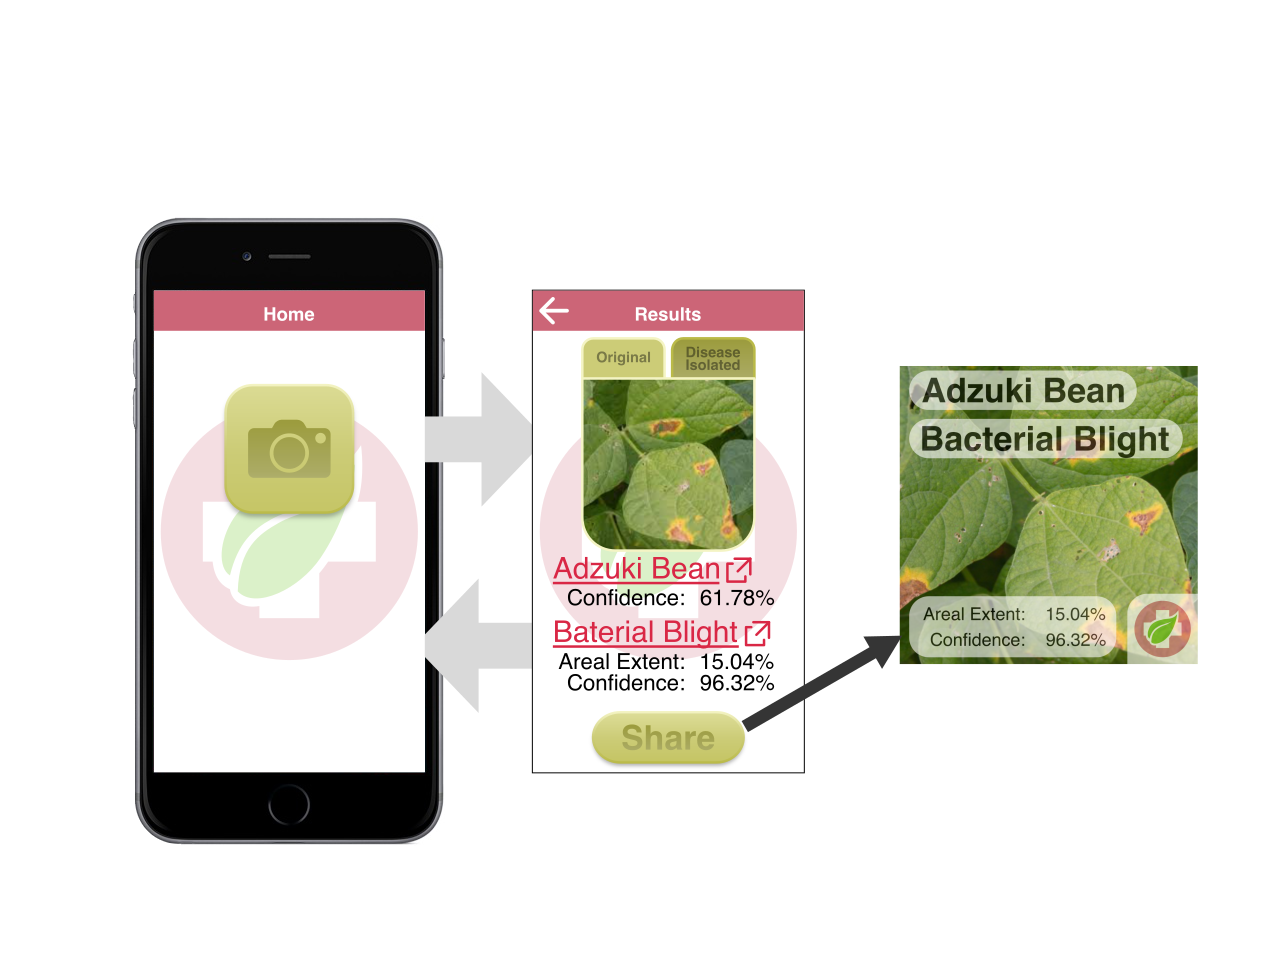 Home
Results
Original
Disease
Isolated
Adzuki Bean
Confidence: 61.78%
Baterial Blight
Areal Extent: 15.04%
Confidence: 96.32%
Share
Adzuki Bean
Bacterial Blight
Areal Extent: 15.04%
Confidence: 96.32%